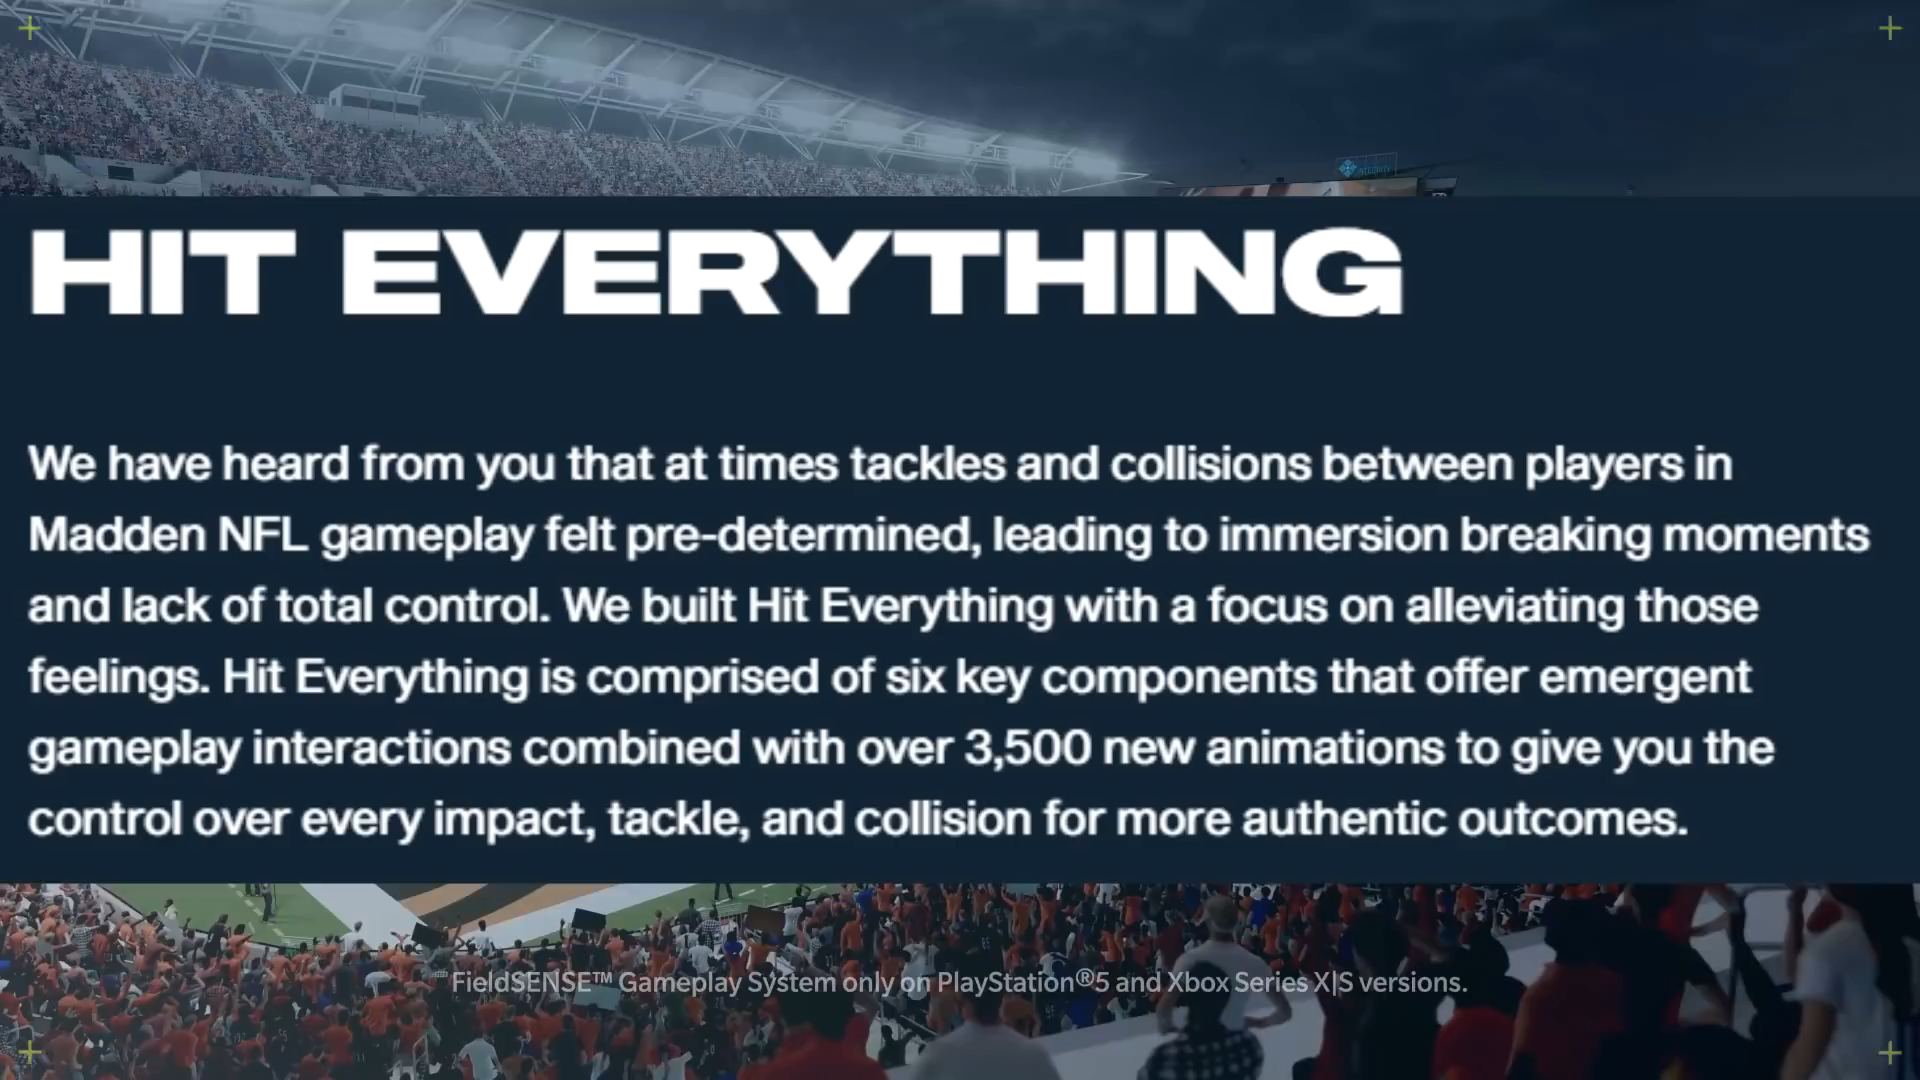 HIT EVERYTHING
We have heard from you that at times tackles and collisions between players in
Madden NFL gameplay felt pre-determined, leading to immersion breaking moments
and lack of total control. We built Hit Everything with a focus on alleviating those
feelings. Hit Everything is comprised of six key components that offer emergent
gameplay interactions combined with over 3,500 new animations to give you the
control over every impact, tackle, and collision for more authentic outcomes.
FieldSENSE™ Gameplay System only on PlayStation®5 and Xbox Series X|S versions.